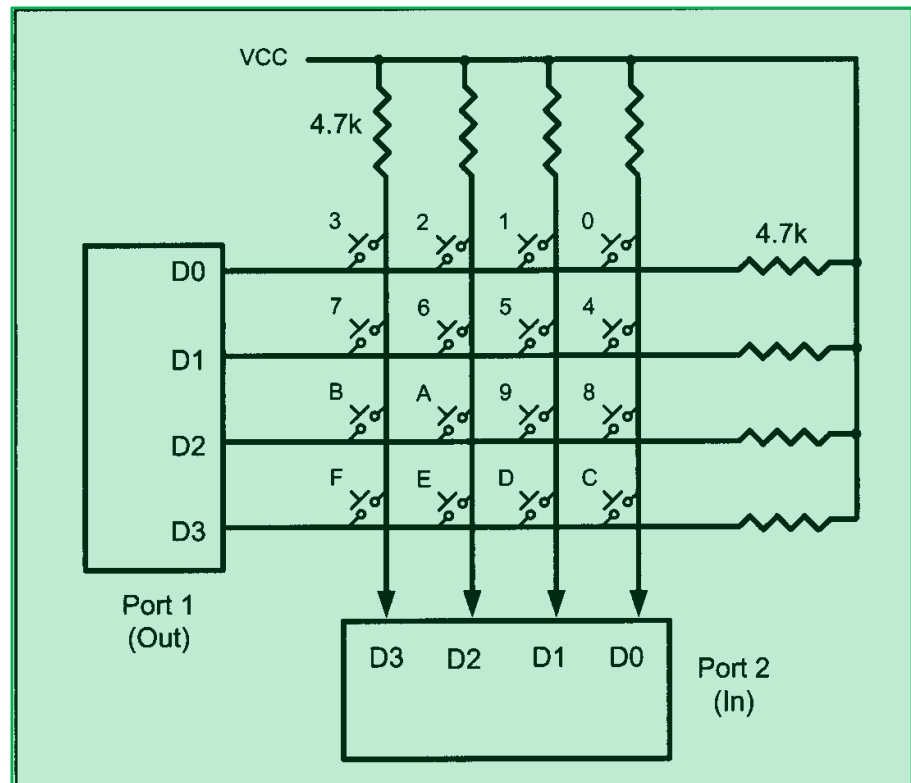 VCC
4.7k
3 2 1 0
4.7k
D0
7 6 5 4
D1
B A 9 8
D2
F E D C
D3
Port 1
(Out)
D3 D2 D1 D0
Port 2
(In)